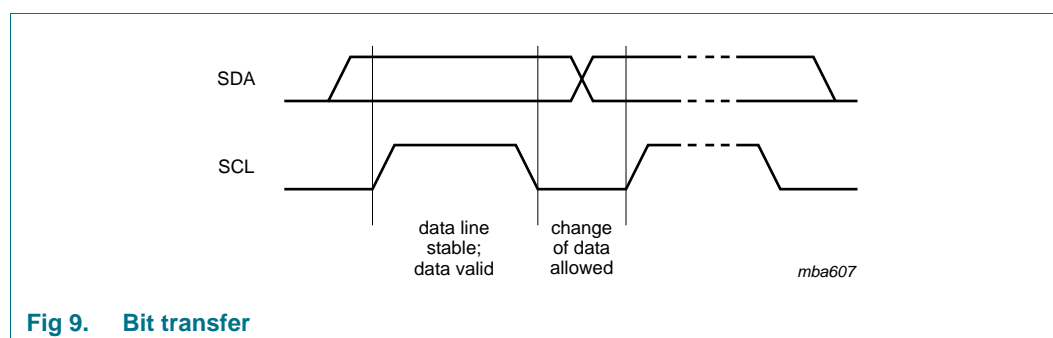 SDA
SCL
data line
stable;
data valid
change
of data
allowed
mba607
Fig 9. Bit transfer